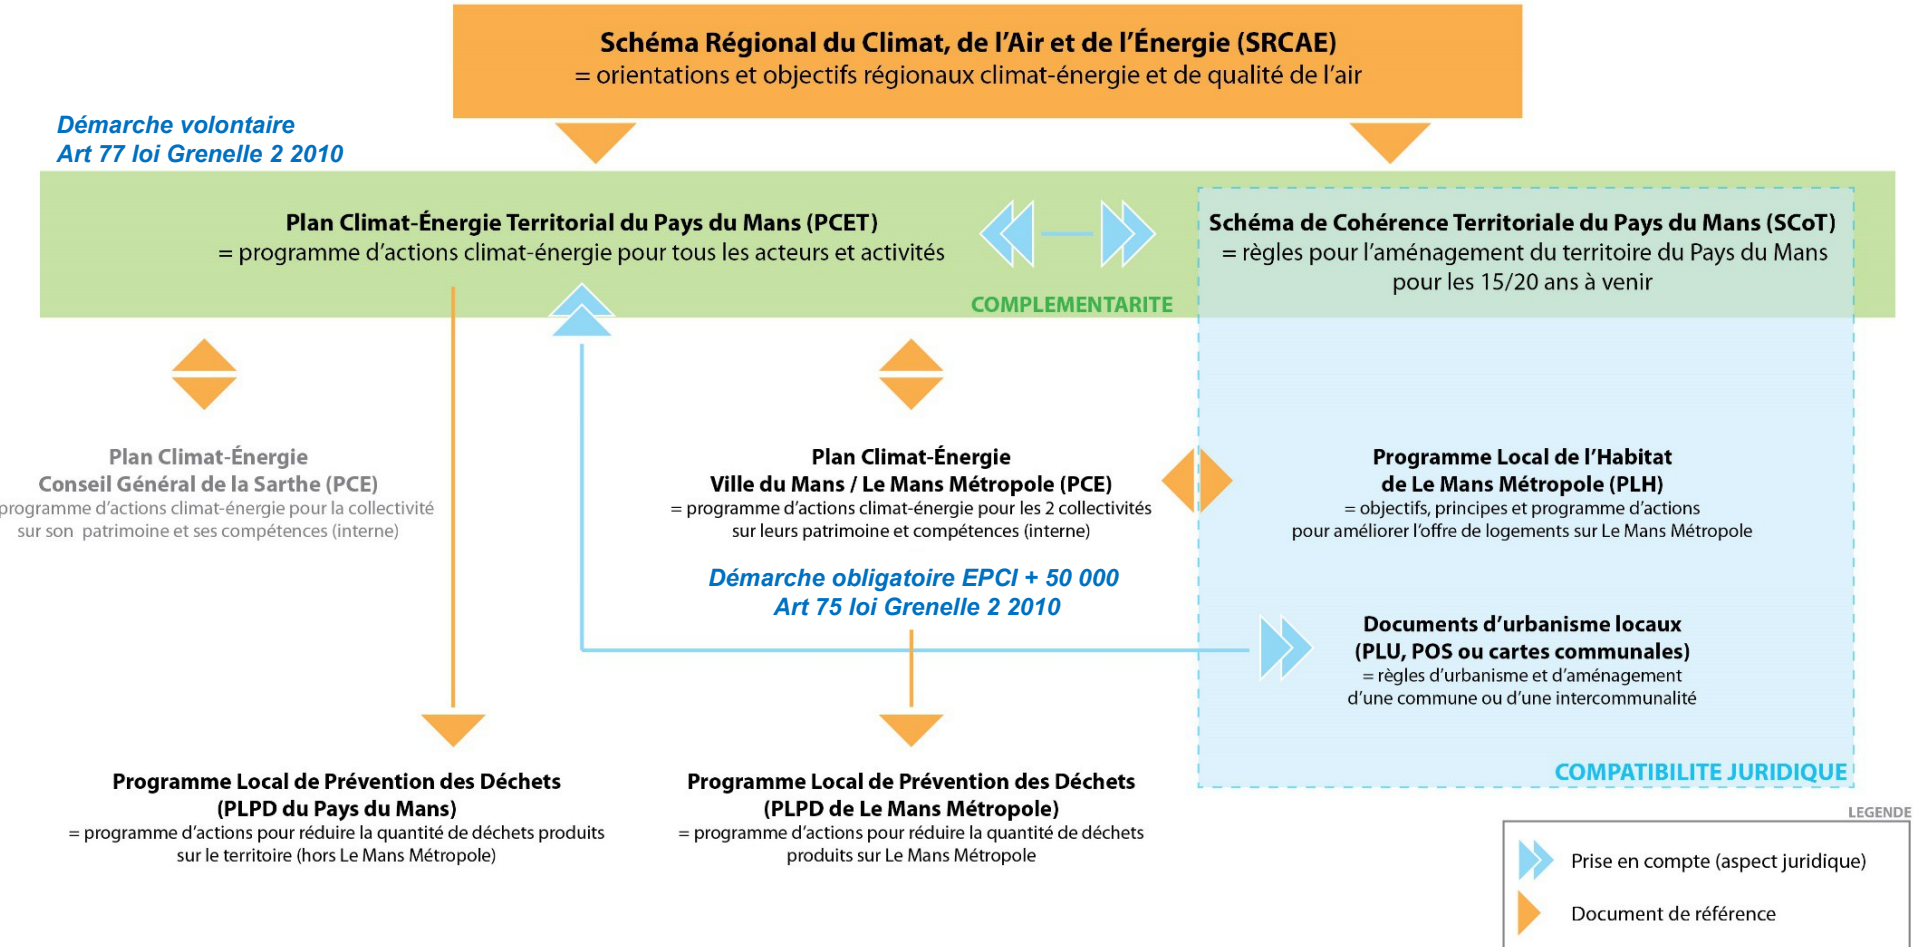 Schéma Régional du Climat, de l’Air et de l’Énergie (SRCAE)
= orientations et objectifs régionaux climat-énergie et de qualité de l’air
Démarche volontaire
Art 77 loi Grenelle 2 2010
Plan Climat-Énergie Territorial du Pays du Mans (PCET)
= programme d’actions climat-énergie pour tous les acteurs et activités
COMPLEMENTARITE
Schéma de Cohérence Territoriale du Pays du Mans (SCoT)
= règles pour l’aménagement du territoire du Pays du Mans
pour les 15/20 ans à venir
Plan Climat-Énergie
Conseil Général de la Sarthe (PCE)
programme d’actions climat-énergie pour la collectivité
sur son patrimoine et ses compétences (interne)
Plan Climat-Énergie
Ville du Mans / Le Mans Métropole (PCE)
= programme d’actions climat-énergie pour les 2 collectivités
sur leurs patrimoine et compétences (interne)
Démarche obligatoire EPCI + 50 000
Art 75 loi Grenelle 2 2010
Programme Local de l’Habitat
de Le Mans Métropole (PLH)
= objectifs, principes et programme d’actions
pour améliorer l’offre de logements sur Le Mans Métropole
Documents d’urbanisme locaux
(PLU, POS ou cartes communales)
= règles d’urbanisme et d’aménagement
d’une commune ou d’une intercommunalité
COMPATIBILITE JURIDIQUE
Programme Local de Prévention des Déchets
(PLPD du Pays du Mans)
= programme d’actions pour réduire la quantité de déchets produits
sur le territoire (hors Le Mans Métropole)
Programme Local de Prévention des Déchets
(PLPD de Le Mans Métropole)
= programme d’actions pour réduire la quantité de déchets
produits sur Le Mans Métropole
LEGENDE
Prise en compte (aspect juridique)
Document de référence